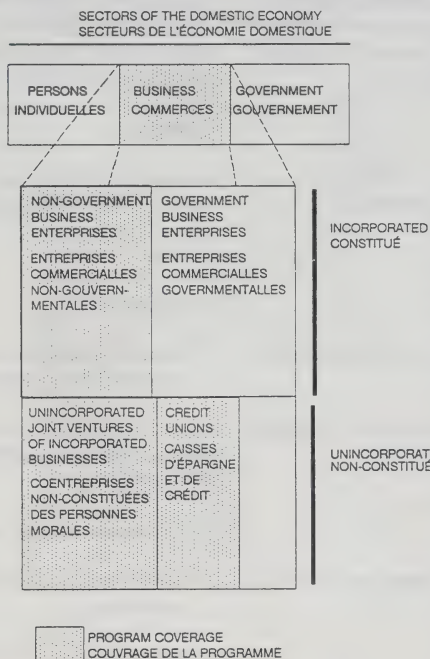 SECTORS OF THE DOMESTIC ECONOMY
SECTEURS DE L'ÉCONOMIE DOMESTIQUE
PERSONS
INDIVIDUELLES
BUSINESS
COMMERCES
GOVERNMENT
GOUVERNEMENT
NON-GOVERNMENT
BUSINESS
ENTERPRISES
ENTREPRISES
COMMERCIALLES
NON-GOUVERN-
MENTALES
GOVERNMENT
BUSINESS
ENTERPRISES
ENTREPRISES
COMMERCIALLES
GOVERNMENTALLES
INCORPORATED
CONSTITUÉ
UNINCORPORATED
JOINT VENTURES
OF INCORPORATED
BUSINESSES
COENTREPRISES
NON-CONSTITUÉES
DES PERSONNES
MORALES
CREDIT
UNIONS
CAISSES
D'ÉPARGNE
ET DE
CRÉDIT
UNINCORPORAT
NON-CONSTITUÉ
PROGRAM COVERAGE
COUVRAGE DE LA PROGRAMME